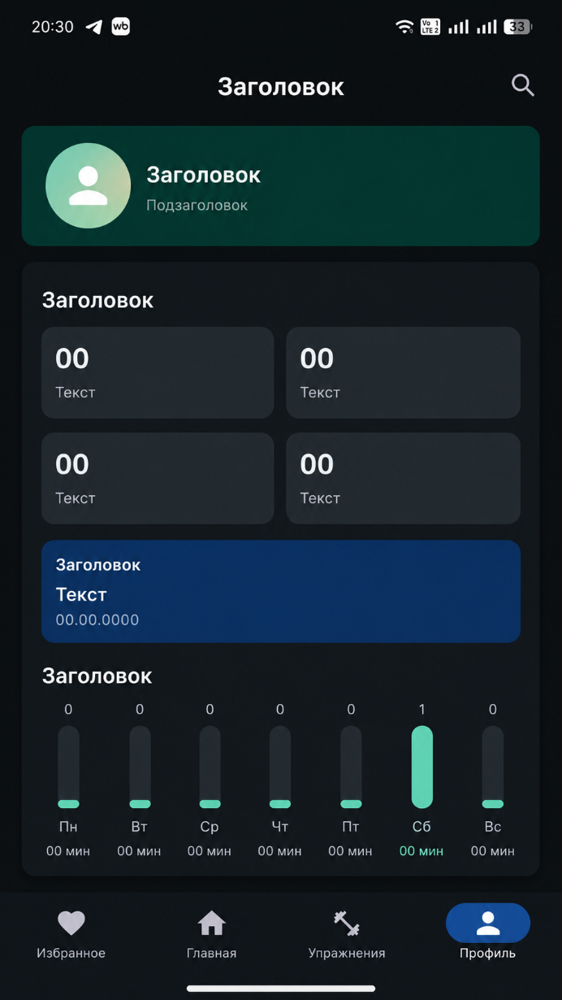 20:30 wb Vo 1 LTE 2 33
Заголовок
Заголовок
Подзаголовок
Заголовок
00 00
Текст Текст
00 00
Текст Текст
Заголовок
Текст
00.00.0000
Заголовок
0 0 0 0 0 1 0
Пн Вт Ср Чт Пт Сб Вс
00 мин 00 мин 00 мин 00 мин 00 мин 00 мин 00 мин
Избранное Главная Упражнения Профиль